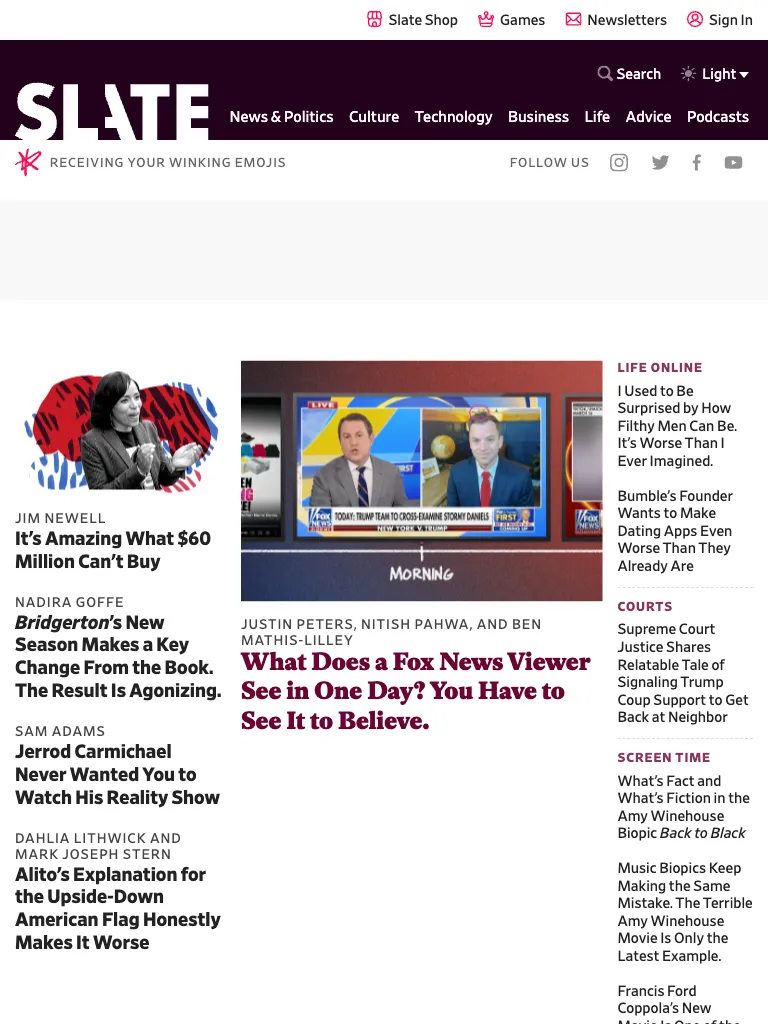 Slate Shop
Games
Newsletters
Sign In
Search
Light
SLATE
News & Politics
Culture
Technology
Business
Life
Advice
Podcasts
RECEIVING YOUR WINKING EMOJIS
FOLLOW US
JIM NEWELL
It’s Amazing What $60
Million Can’t Buy
NADIRA GOFFE
Bridgerton’s New
Season Makes a Key
Change From the Book.
The Result Is Agonizing.
SAM ADAMS
Jerrod Carmichael
Never Wanted You to
Watch His Reality Show
DAHLIA LITHWICK AND
MARK JOSEPH STERN
Alito’s Explanation for
the Upside-Down
American Flag Honestly
Makes It Worse
LIVE
TODAY: TRUMP TEAM TO CROSS-EXAMINE STORMY DANIELS
NEW YORK V. TRUMP
FOX NEWS
FIRST
MORNING
JUSTIN PETERS, NITISH PAHWA, AND BEN
MATHIS-LILLEY
What Does a Fox News Viewer
See in One Day? You Have to
See It to Believe.
LIFE ONLINE
I Used to Be
Surprised by How
Filthy Men Can Be.
It’s Worse Than I
Ever Imagined.
Bumble’s Founder
Wants to Make
Dating Apps Even
Worse Than They
Already Are
COURTS
Supreme Court
Justice Shares
Relatable Tale of
Signaling Trump
Coup Support to Get
Back at Neighbor
SCREEN TIME
What’s Fact and
What’s Fiction in the
Amy Winehouse
Biopic Back to Black
Music Biopics Keep
Making the Same
Mistake. The Terrible
Amy Winehouse
Movie Is Only the
Latest Example.
Francis Ford
Coppola’s New
Movie Is One of the